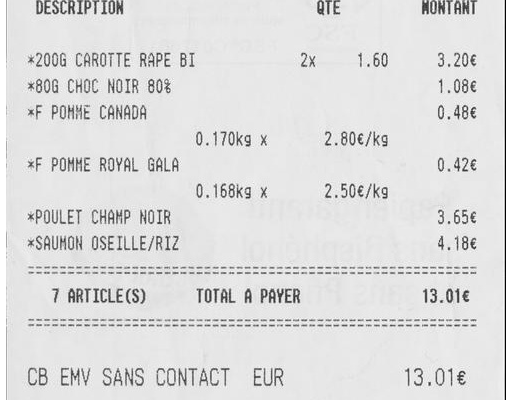 DESCRIPTION QTE MONTANT
*200G CAROTTE RAPE BI 2x 1.60 3.20€
*80G CHOC NOIR 80% 1.08€
*F POMME CANADA 0.48€
0.170kg x 2.80€/kg
*F POMME ROYAL GALA 0.42€
0.168kg x 2.50€/kg
*POULET CHAMP NOIR 3.65€
*SAUMON OSEILLE/RIZ 4.18€
7 ARTICLE(S) TOTAL A PAYER 13.01€
CB EMV SANS CONTACT EUR 13.01€